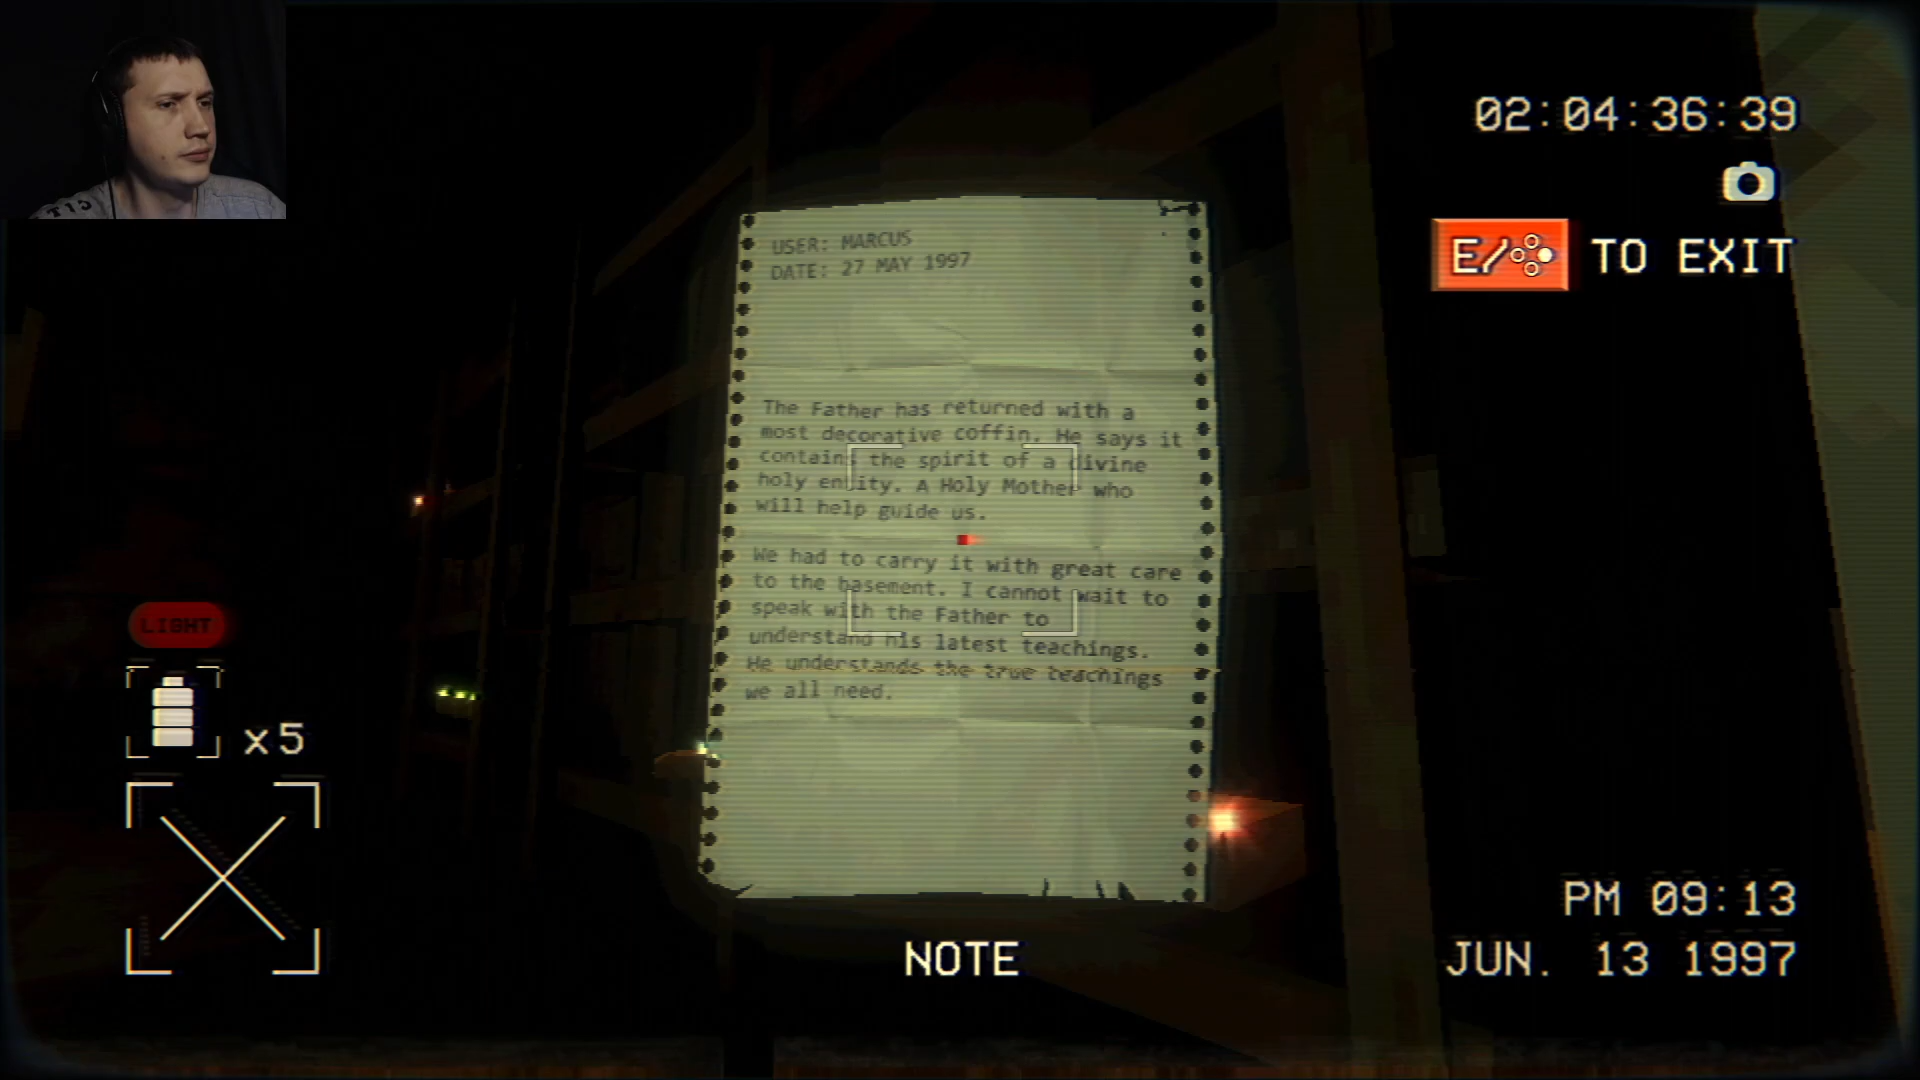 02:04:36:39
E/ TO EXIT
USER: MARCUS
DATE: 27 MAY 1997
The Father has returned with a
most decorative coffin. He says it
contains the spirit of a divine
holy entity. A Holy Mother who
will help guide us.
We had to carry it with great care
to the basement. I cannot wait to
speak with the Father to
understand his latest teachings.
He understands the true teachings
we all need.
LIGHT
x5
NOTE
PM 09:13
JUN. 13 1997